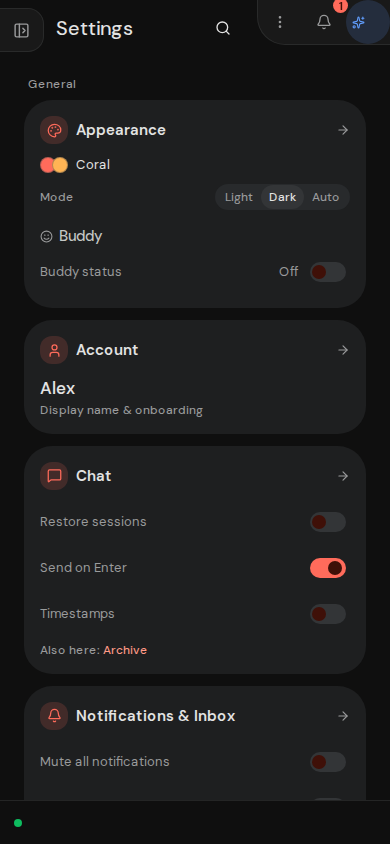 Settings
1
General
Appearance
Coral
Mode Light Dark Auto
Buddy
Buddy status Off
Account
Alex
Display name & onboarding
Chat
Restore sessions
Send on Enter
Timestamps
Also here: Archive
Notifications & Inbox
Mute all notifications